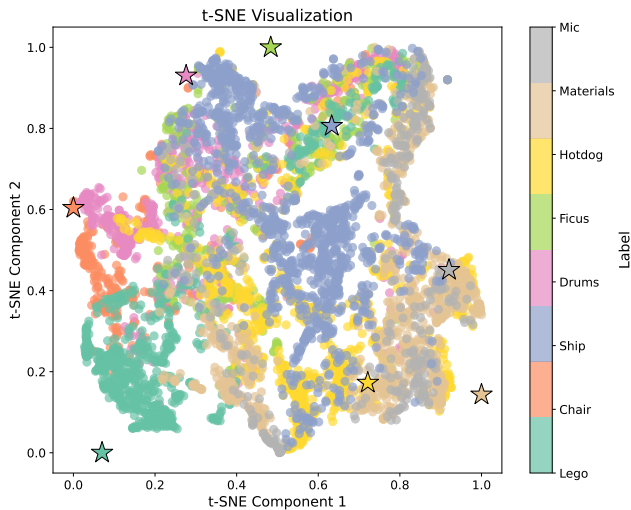 t-SNE Visualization
1.0
0.8
0.6
0.4
0.2
0.0
t-SNE Component 2
0.0 0.2 0.4 0.6 0.8 1.0
t-SNE Component 1
Mic
Materials
Hotdog
Ficus
Drums
Ship
Chair
Lego
Label